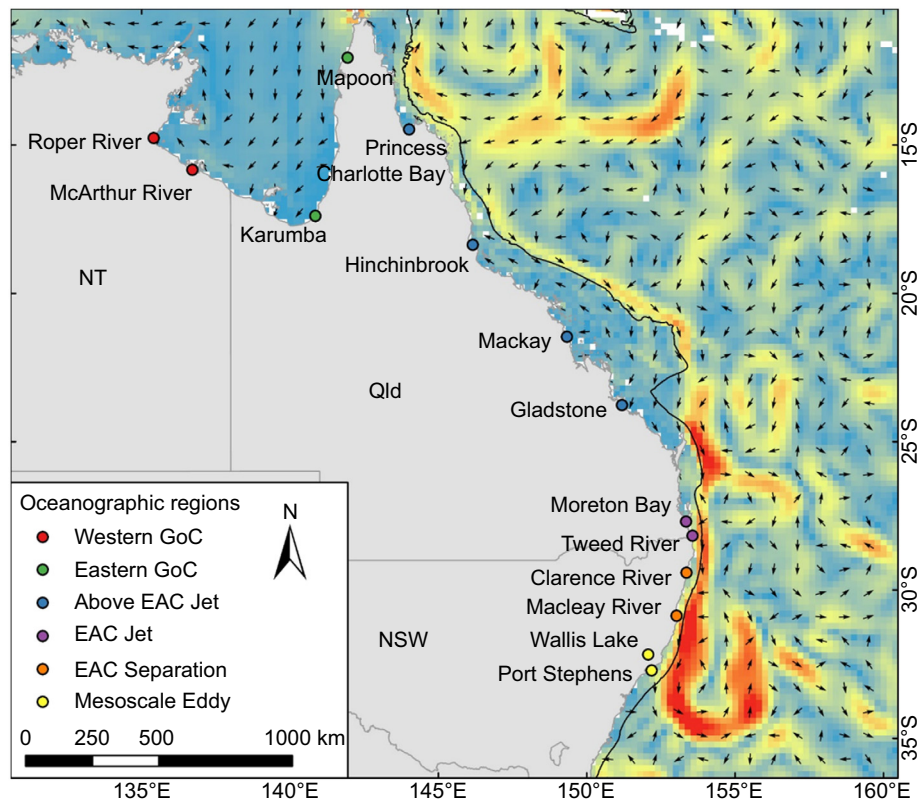 Mapoon
Roper River
Princess
Charlotte Bay
15°S
McArthur River
Karumba
Hinchinbrook
NT
20°S
Mackay
Qld
Gladstone
25°S
Oceanographic regions
N
Western GoC
Eastern GoC
Above EAC Jet
EAC Jet
EAC Separation
Mesoscale Eddy
0 250 500 1000 km
Moreton Bay
Tweed River
Clarence River
30°S
Macleay River
NSW
Wallis Lake
Port Stephens
35°S
135°E 140°E 145°E 150°E 155°E 160°E